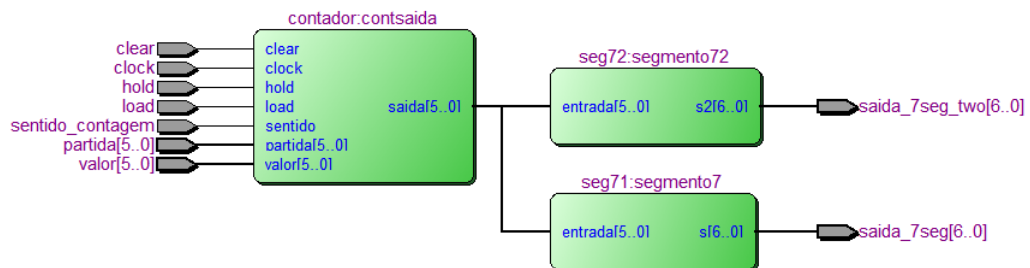 contador:contsaida
clear
clock
hold
load
sentido_contagem
partida[5..0]
valor[5..0]
clear
clock
hold
load
sentido
partida[5..0]
valor[5..0]
saida[5..0]
seg72:segmento72
entrada[5..0]
s2[6..0]
saida_7seg_two[6..0]
seg71:segmento7
entrada[5..0]
s[6..0]
saida_7seg[6..0]